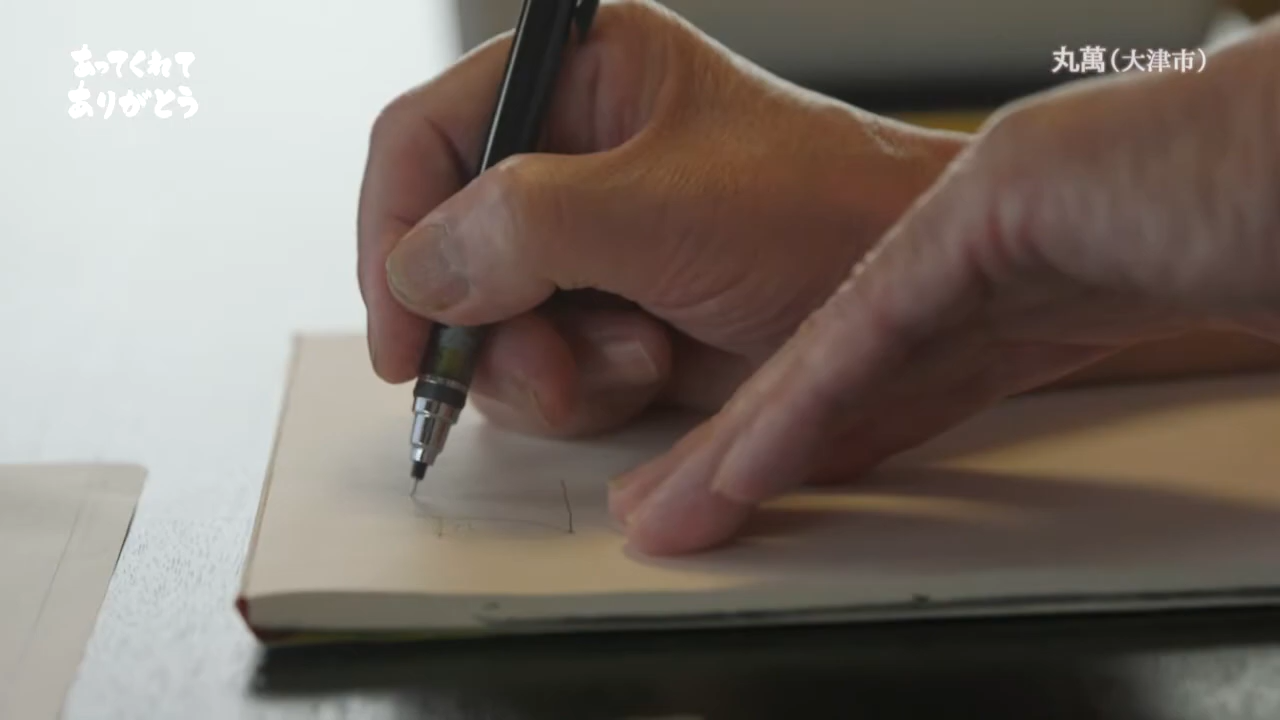 あってくれて
ありがとう
丸萬（大津市）